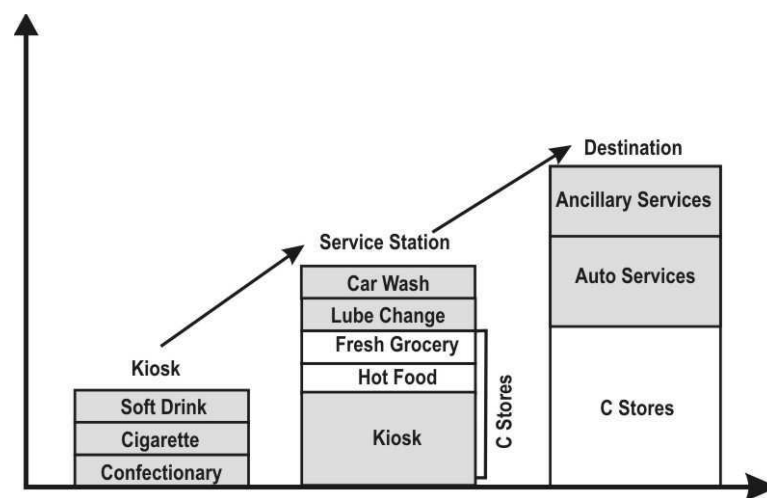 Destination
Ancillary Services
Auto Services
C Stores
Service Station
Car Wash
Lube Change
Fresh Grocery
Hot Food
Kiosk
C Stores
Kiosk
Soft Drink
Cigarette
Confectionary